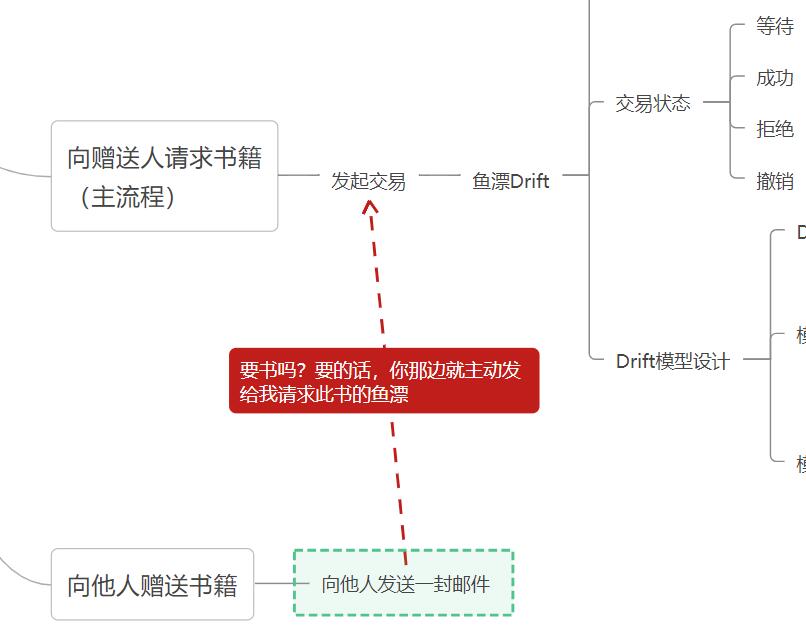 等待
成功
交易状态
拒绝
撤销
向赠送人请求书籍
（主流程）
发起交易
鱼漂Drift
D
Drift模型设计
要书吗？要的话，你那边就主动发
给我请求此书的鱼漂
向他人赠送书籍
向他人发送一封邮件